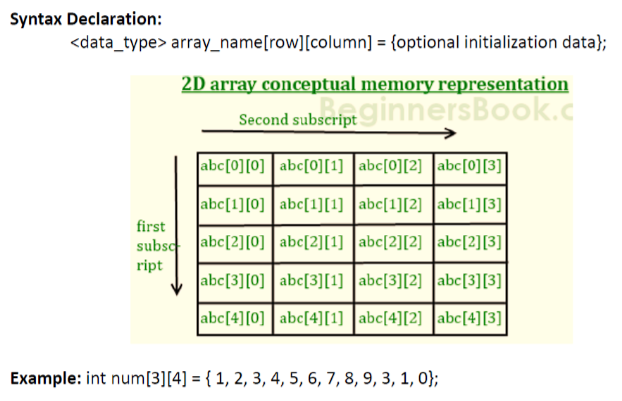 Syntax Declaration:
<data_type> array_name[row][column] = {optional initialization data};
2D array conceptual memory representation
BeginnersBook.c
Second subscript
abc[0][0] abc[0][1] abc[0][2] abc[0][3]
abc[1][0] abc[1][1] abc[1][2] abc[1][3]
first
subsc
ript
abc[2][0] abc[2][1] abc[2][2] abc[2][3]
abc[3][0] abc[3][1] abc[3][2] abc[3][3]
abc[4][0] abc[4][1] abc[4][2] abc[4][3]
Example: int num[3][4] = { 1, 2, 3, 4, 5, 6, 7, 8, 9, 3, 1, 0};